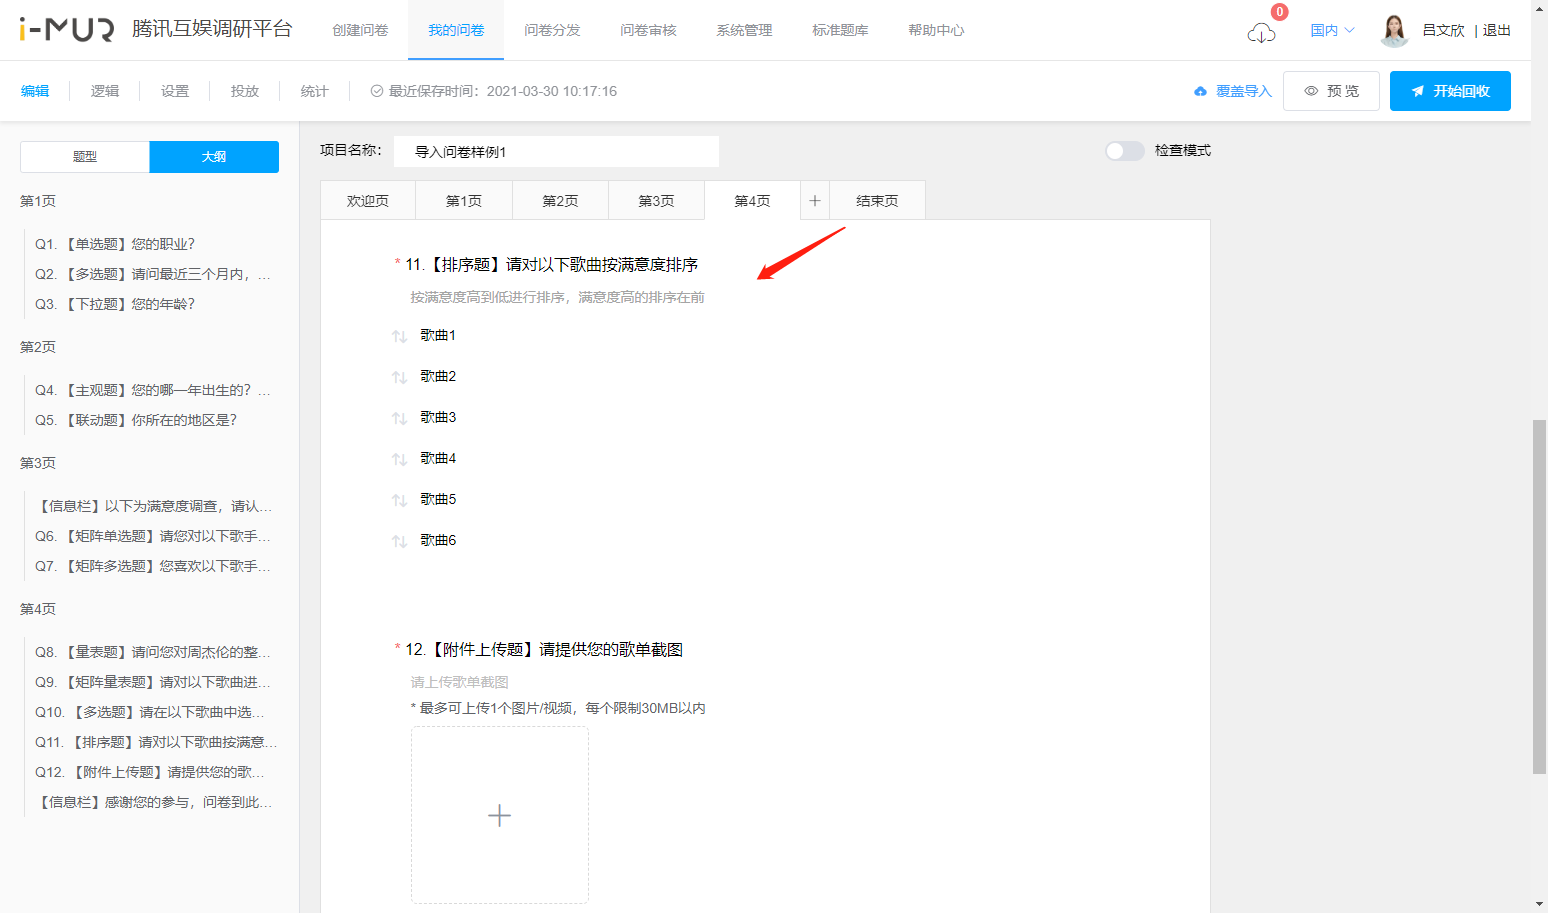 i-MUR 腾讯互娱调研平台 创建问卷 我的问卷 问卷分发 问卷审核 系统管理 标准题库 帮助中心 0 国内 吕文欣 | 退出
编辑 逻辑 设置 投放 统计 最近保存时间：2021-03-30 10:17:16 覆盖导入 预 览 开始回收
题型 大纲
第1页
Q1. 【单选题】您的职业？
Q2. 【多选题】请问最近三个月内，...
Q3. 【下拉题】您的年龄？
第2页
Q4. 【主观题】您的哪一年出生的？...
Q5. 【联动题】你所在的地区是？
第3页
【信息栏】以下为满意度调查，请认...
Q6. 【矩阵单选题】请您对以下歌手...
Q7. 【矩阵多选题】您喜欢以下歌手...
第4页
Q8. 【量表题】请问您对周杰伦的整...
Q9. 【矩阵量表题】请对以下歌曲进...
Q10. 【多选题】请在以下歌曲中选...
Q11. 【排序题】请对以下歌曲按满意...
Q12. 【附件上传题】请提供您的歌...
【信息栏】感谢您的参与，问卷到此...
项目名称： 导入问卷样例1 检查模式
欢迎页 第1页 第2页 第3页 第4页 + 结束页
* 11.【排序题】请对以下歌曲按满意度排序
按满意度高到低进行排序，满意度高的排序在前
歌曲1
歌曲2
歌曲3
歌曲4
歌曲5
歌曲6
* 12.【附件上传题】请提供您的歌单截图
请上传歌单截图
* 最多可上传1个图片/视频，每个限制30MB以内